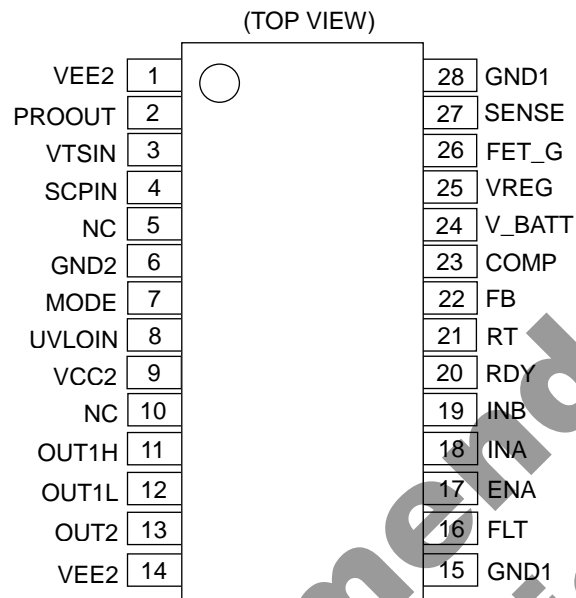 (TOP VIEW)
VEE2 1 28 GND1
PROOUT 2 27 SENSE
VTSIN 3 26 FET_G
SCPIN 4 25 VREG
NC 5 24 V_BATT
GND2 6 23 COMP
MODE 7 22 FB
UVLOIN 8 21 RT
VCC2 9 20 RDY
NC 10 19 INB
OUT1H 11 18 INA
OUT1L 12 17 ENA
OUT2 13 16 FLT
VEE2 14 15 GND1
mend